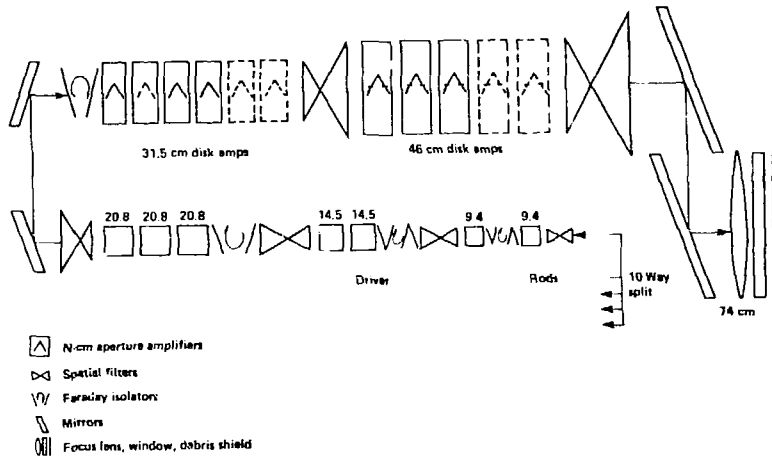 31.5 cm disk amps
46 cm disk amps
20.8 20.8 20.8 14.5 14.5 9.4 9.4
Driver
Rods
10 Way
split
74 cm
N-cm aperture amplifiers
Spatial filters
Faraday isolators
Mirrors
Focus lens, window, debris shield